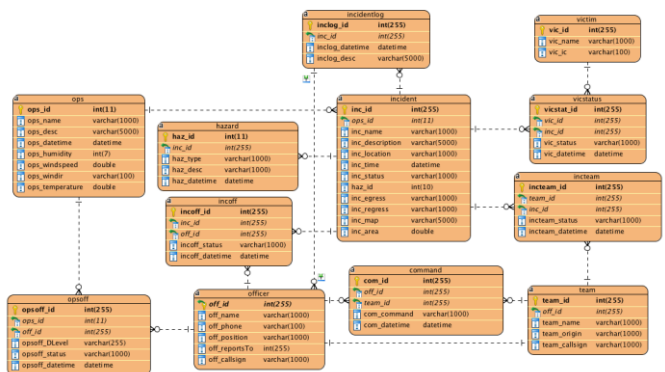 incidentlog
inclog_id int(255)
inc_id int(255)
inclog_datetime datetime
inclog_desc varchar(5000)
victim
vic_id int(255)
vic_name varchar(1000)
vic_ic varchar(100)
ops
ops_id int(11)
ops_name varchar(1000)
ops_desc varchar(5000)
ops_datetime datetime
ops_humidity int(7)
ops_windspeed double
ops_windir varchar(100)
ops_temperature double
hazard
haz_id int(11)
inc_id int(255)
haz_type varchar(1000)
haz_desc varchar(1000)
haz_datetime datetime
incident
inc_id int(255)
ops_id int(11)
inc_name varchar(1000)
inc_description varchar(5000)
inc_location varchar(1000)
inc_time datetime
inc_status varchar(1000)
haz_id int(10)
inc_egress varchar(1000)
inc_regress varchar(1000)
inc_map varchar(5000)
inc_area double
vicstatus
vicstat_id int(255)
vic_id int(255)
inc_id int(255)
vic_status varchar(1000)
vic_datetime datetime
incteam
incteam_id int(255)
team_id int(255)
inc_id int(255)
incteam_status varchar(1000)
incteam_datetime datetime
incoff
incoff_id int(255)
inc_id int(255)
off_id int(255)
incoff_status varchar(1000)
incoff_datetime datetime
command
com_id int(255)
off_id int(255)
team_id int(255)
com_command varchar(1000)
com_datetime datetime
opsoff
opsoff_id int(255)
ops_id int(11)
off_id int(255)
opsoff_DLevel varchar(255)
opsoff_status varchar(1000)
opsoff_datetime datetime
officer
off_id int(255)
off_name varchar(1000)
off_phone varchar(100)
off_position varchar(1000)
off_reportsTo int(255)
off_callsign varchar(1000)
team
team_id int(255)
off_id int(255)
team_name varchar(1000)
team_origin varchar(1000)
team_callsign varchar(1000)